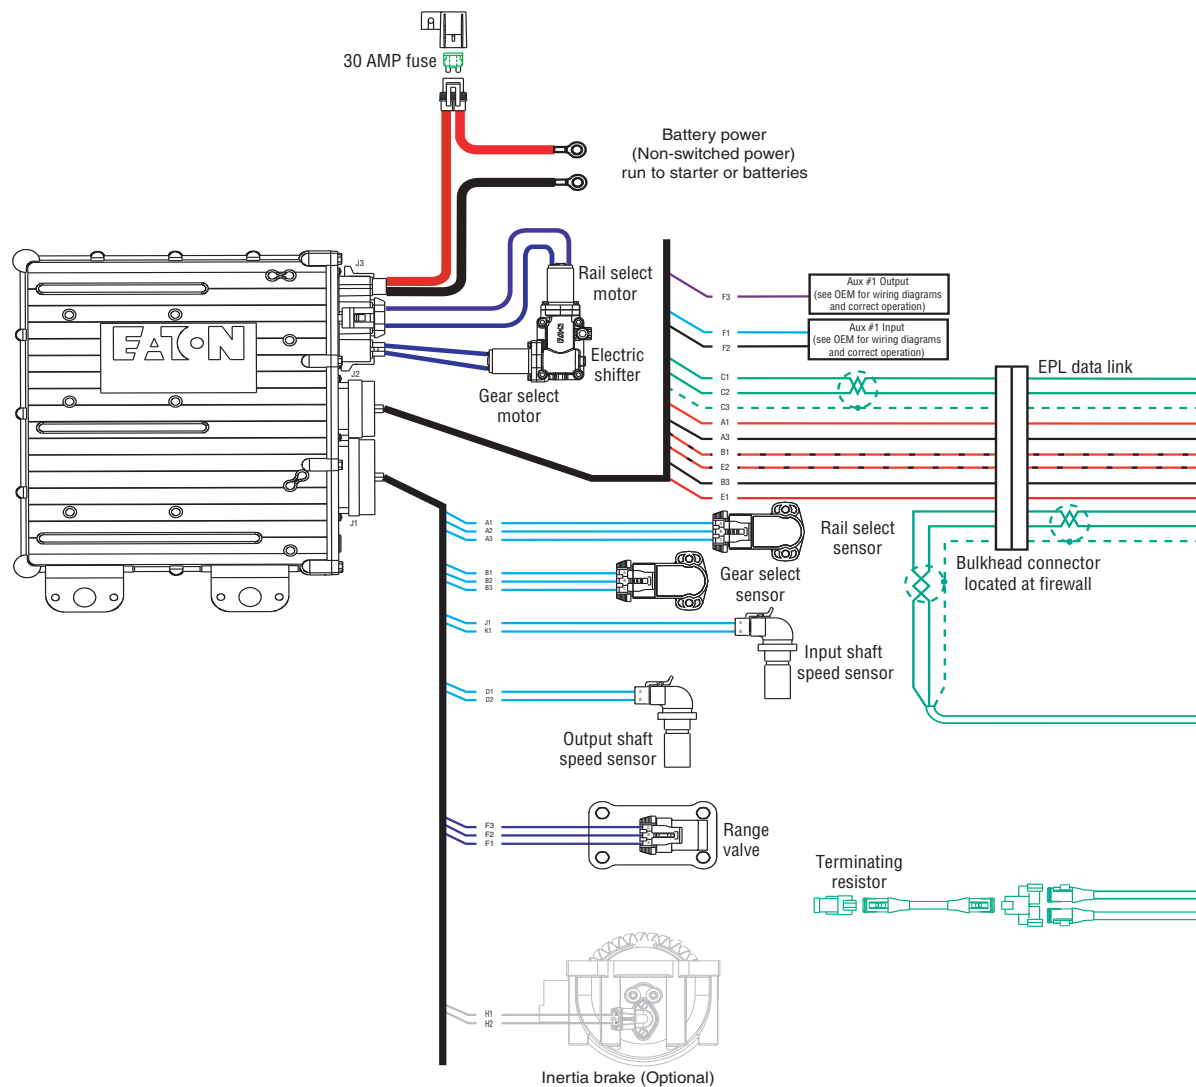 30 AMP fuse
Battery power
(Non-switched power)
run to starter or batteries
J3
Rail select
motor
EATON
EATON
Electric
shifter
Gear select
motor
J2
J1
F3
Aux #1 Output
(see OEM for wiring diagrams
and correct operation)
F1
F2
Aux #1 Input
(see OEM for wiring diagrams
and correct operation)
C1
C2
C3
A1
A3
B1
E2
B3
E1
EPL data link
Bulkhead connector
located at firewall
A1
A2
A3
Rail select
sensor
B1
B2
B3
Gear select
sensor
J1
K1
A
B
Input shaft
speed sensor
D1
D2
A
B
Output shaft
speed sensor
F3
F2
F1
Range
valve
Terminating
resistor
H1
H2
Inertia brake (Optional)